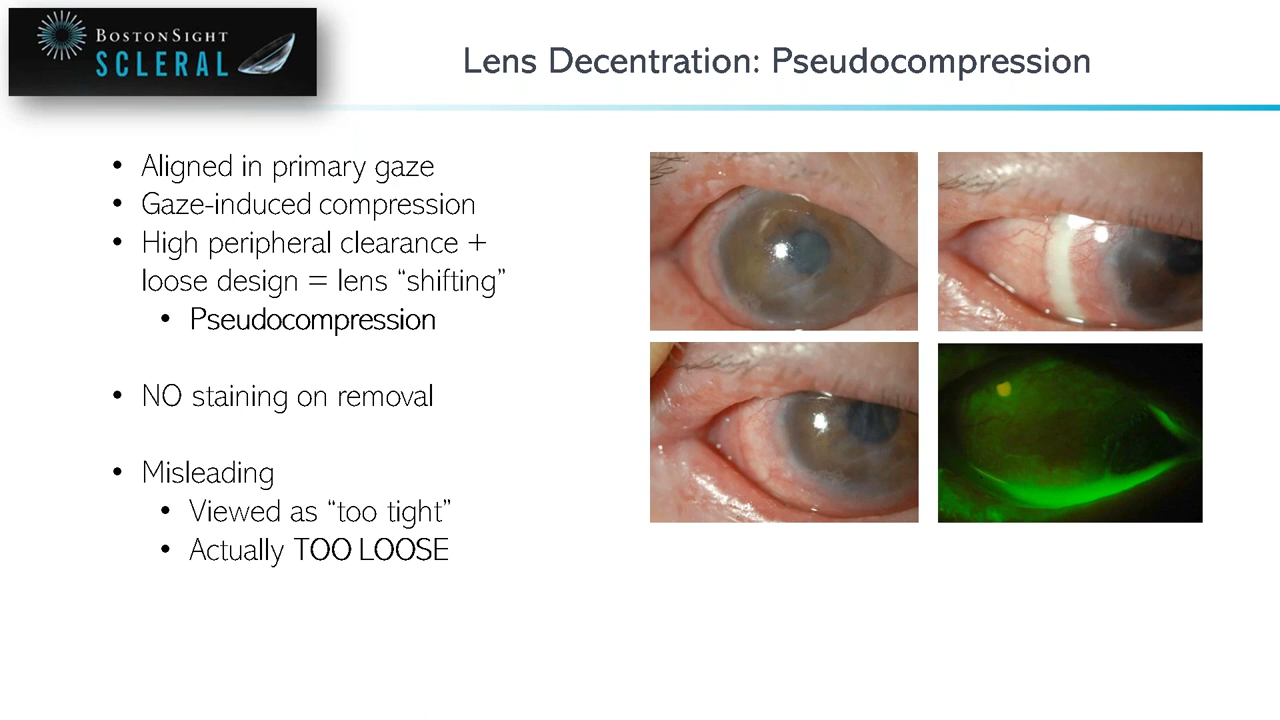 BOSTONSIGHT
SCLERAL
Lens Decentration: Pseudocompression
• Aligned in primary gaze
• Gaze-induced compression
• High peripheral clearance +
loose design = lens “shifting”
• Pseudocompression
• NO staining on removal
• Misleading
• Viewed as “too tight”
• Actually TOO LOOSE